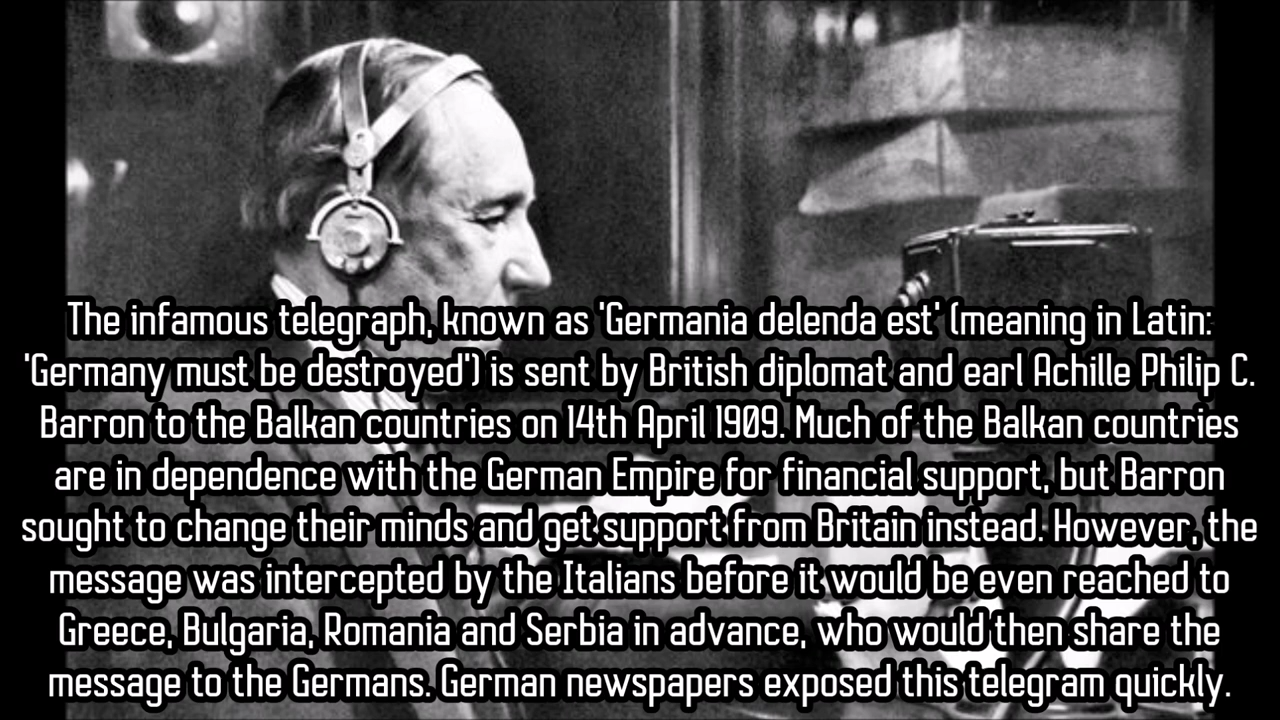 The infamous telegraph, known as 'Germania delenda est' (meaning in Latin:
'Germany must be destroyed') is sent by British diplomat and earl Achille Philip C.
Barron to the Balkan countries on 14th April 1909. Much of the Balkan countries
are in dependence with the German Empire for financial support, but Barron
sought to change their minds and get support from Britain instead. However, the
message was intercepted by the Italians before it would be even reached to
Greece, Bulgaria, Romania and Serbia in advance, who would then share the
message to the Germans. German newspapers exposed this telegram quickly.